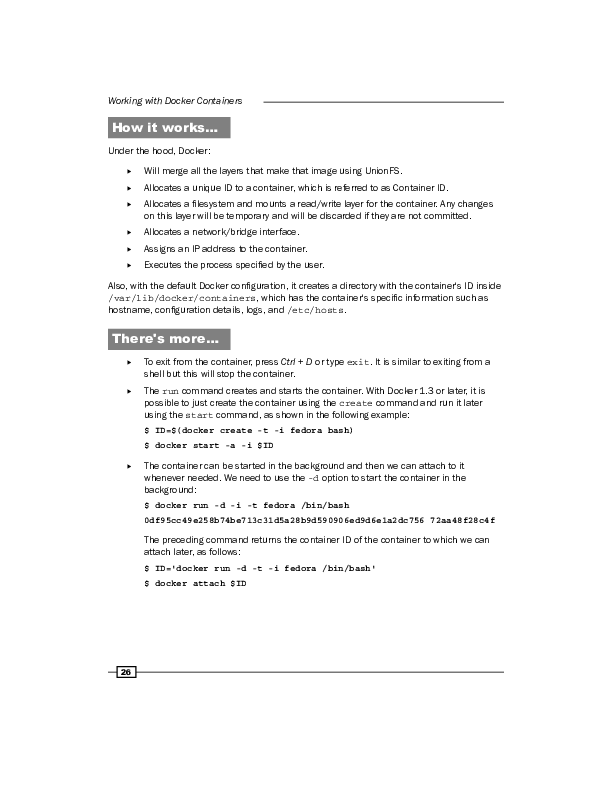 Working with Docker Containers
How it works…
Under the hood, Docker:
▸ Will merge all the layers that make that image using UnionFS.
▸ Allocates a unique ID to a container, which is referred to as Container ID.
▸ Allocates a filesystem and mounts a read/write layer for the container. Any changes
on this layer will be temporary and will be discarded if they are not committed.
▸ Allocates a network/bridge interface.
▸ Assigns an IP address to the container.
▸ Executes the process specified by the user.
Also, with the default Docker configuration, it creates a directory with the container's ID inside
/var/lib/docker/containers, which has the container's specific information such as
hostname, configuration details, logs, and /etc/hosts.
There's more…
▸ To exit from the container, press Ctrl + D or type exit. It is similar to exiting from a
shell but this will stop the container.
▸ The run command creates and starts the container. With Docker 1.3 or later, it is
possible to just create the container using the create command and run it later
using the start command, as shown in the following example:
$ ID=$(docker create -t -i fedora bash)
$ docker start -a -i $ID
▸ The container can be started in the background and then we can attach to it
whenever needed. We need to use the -d option to start the container in the
background:
$ docker run -d -i -t fedora /bin/bash
0df95cc49e258b74be713c31d5a28b9d590906ed9d6e1a2dc756 72aa48f28c4f
The preceding command returns the container ID of the container to which we can
attach later, as follows:
$ ID='docker run -d -t -i fedora /bin/bash'
$ docker attach $ID
26